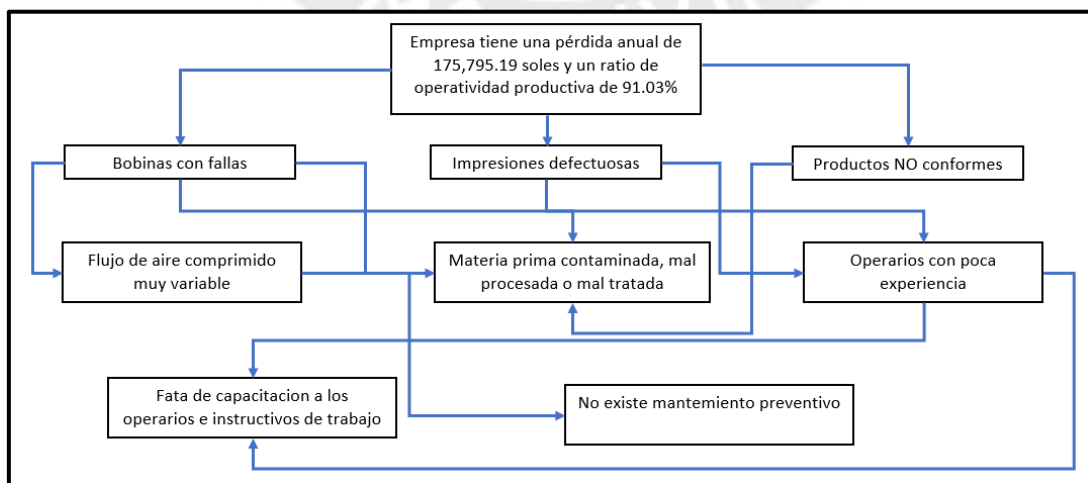 Empresa tiene una pérdida anual de
175,795.19 soles y un ratio de
operatividad productiva de 91.03%
Bobinas con fallas
Impresiones defectuosas
Productos NO conformes
Flujo de aire comprimido
muy variable
Materia prima contaminada, mal
procesada o mal tratada
Operarios con poca
experiencia
Fata de capacitacion a los
operarios e instructivos de trabajo
No existe mantemiento preventivo